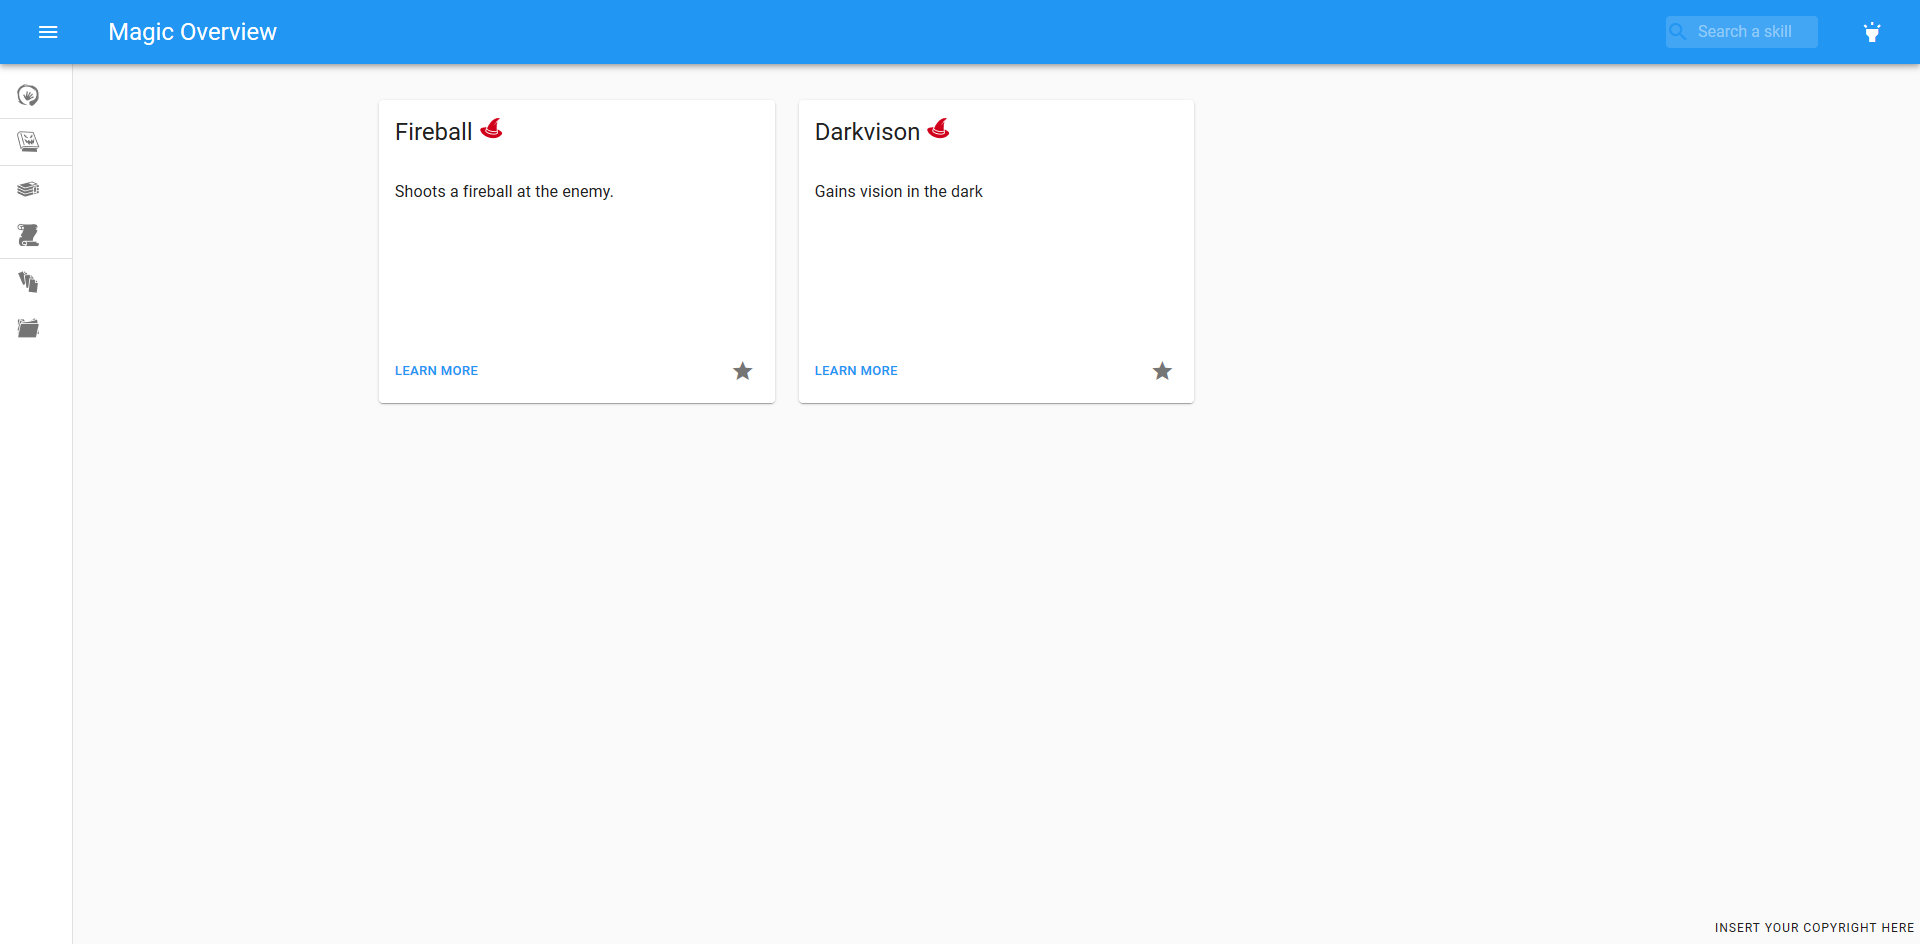 Magic Overview
Search a skill
Fireball
Shoots a fireball at the enemy.
LEARN MORE
Darkvison
Gains vision in the dark
LEARN MORE
INSERT YOUR COPYRIGHT HERE